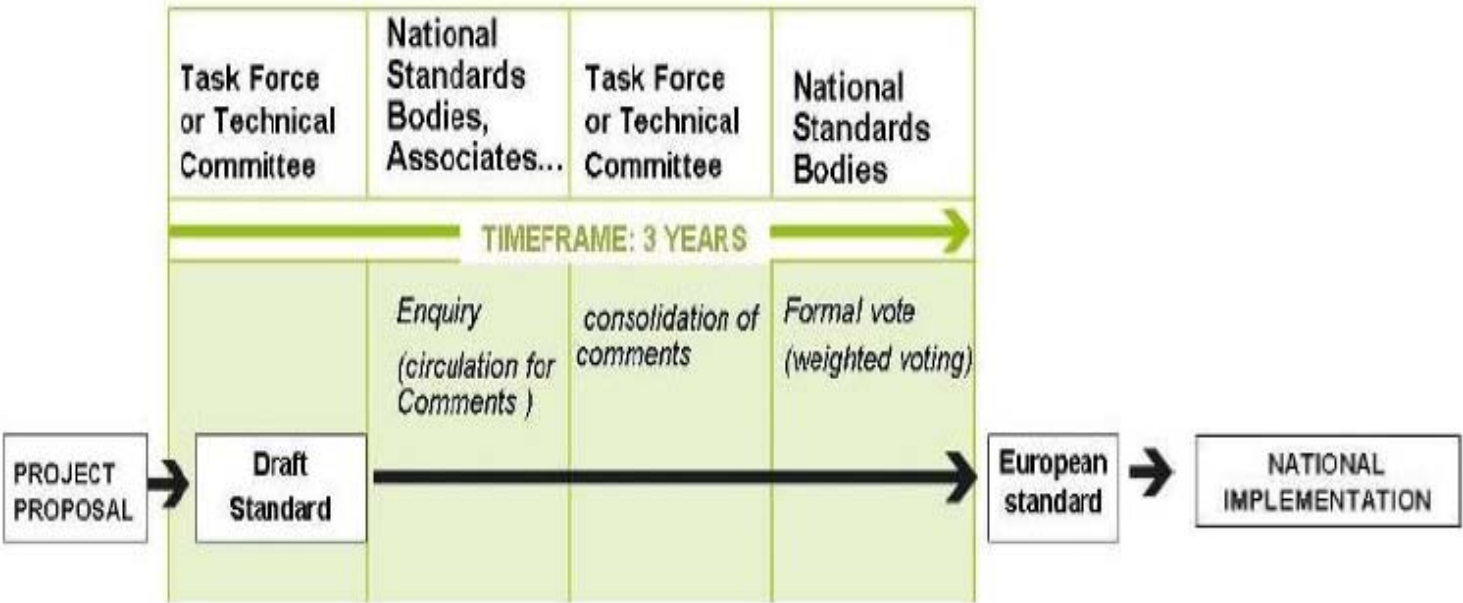 Task Force
or Technical
Committee
National
Standards
Bodies,
Associates...
Task Force
or Technical
Committee
National
Standards
Bodies
TIMEFRAME: 3 YEARS
Enquiry
(circulation for
Comments )
consolidation of
comments
Formal vote
(weighted voting)
PROJECT
PROPOSAL
Draft
Standard
European
standard
NATIONAL
IMPLEMENTATION